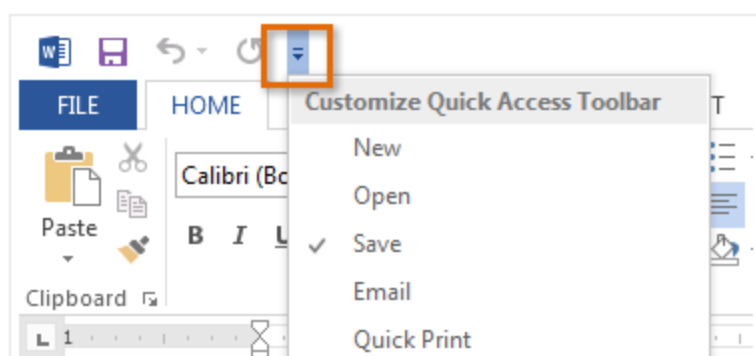 W
FILE HOME T
Customize Quick Access Toolbar
New
Open
Save
Email
Quick Print
Calibri (Bo
Paste
B I U
Clipboard
L 1